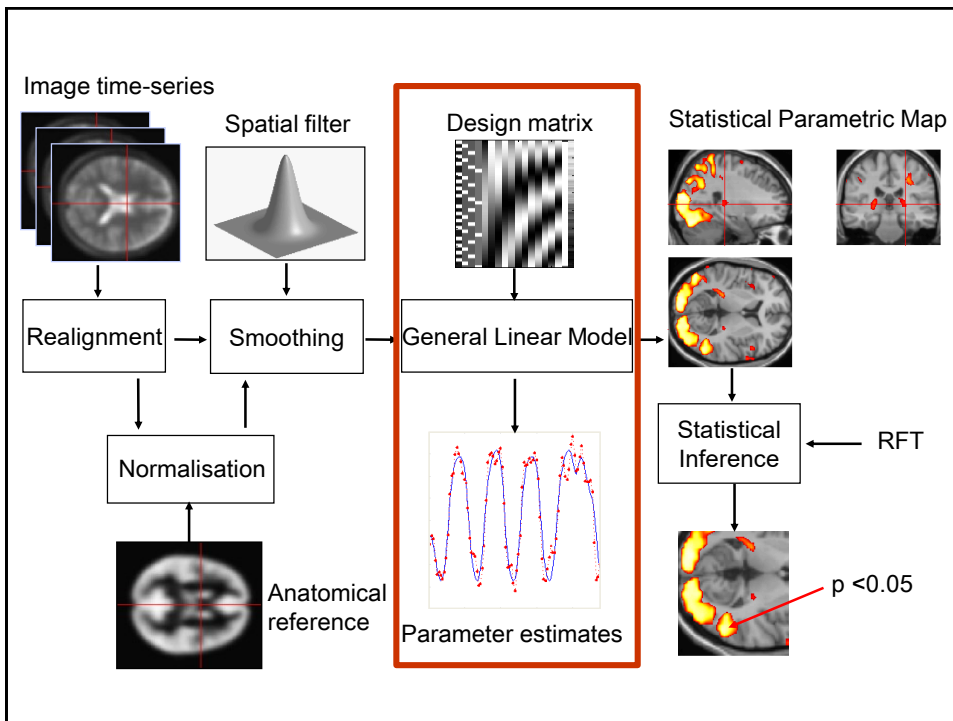 Image time-series
Spatial filter
Design matrix
Statistical Parametric Map
Realignment
Smoothing
General Linear Model
Statistical
Inference
RFT
Normalisation
Anatomical
reference
Parameter estimates
p <0.05